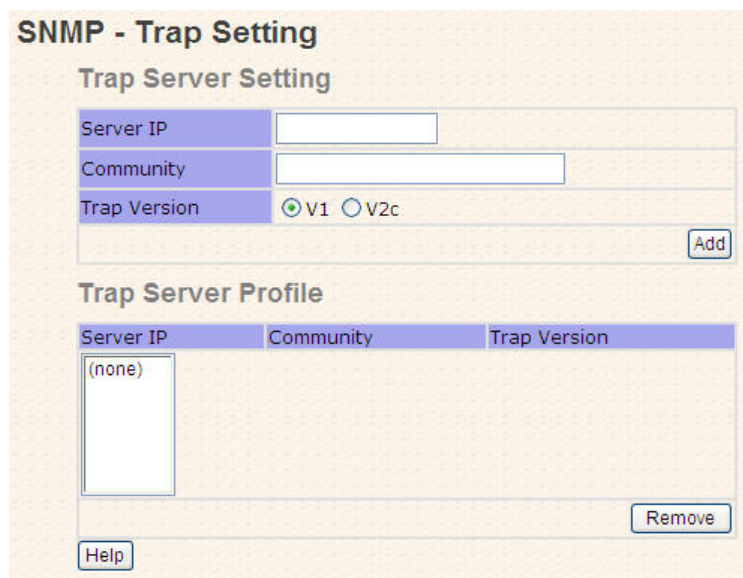 SNMP - Trap Setting
Trap Server Setting
Server IP
Community
Trap Version V1 V2c
Add
Trap Server Profile
Server IP Community Trap Version
(none)
Remove
Help